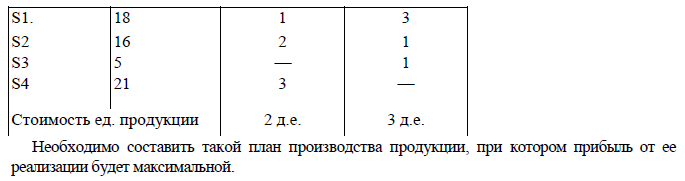 S1. 18 1 3
S2 16 2 1
S3 5 — 1
S4 21 3 —
Стоимость ед. продукции 2 д.е. 3 д.е.
Необходимо составить такой план производства продукции, при котором прибыль от ее
реализации будет максимальной.